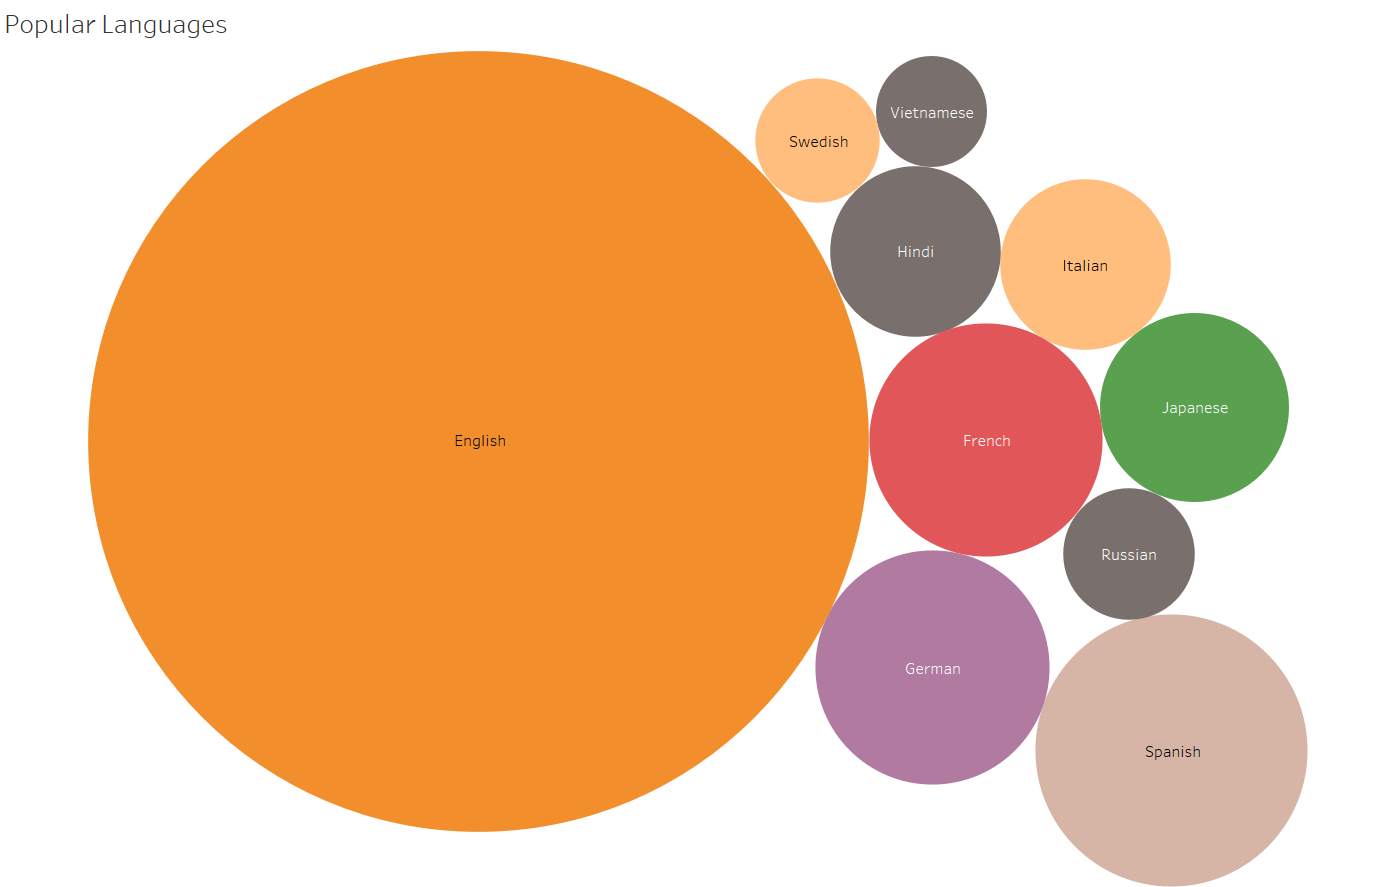 Popular Languages
Vietnamese
Swedish
Hindi
Italian
Japanese
English
French
Russian
German
Spanish